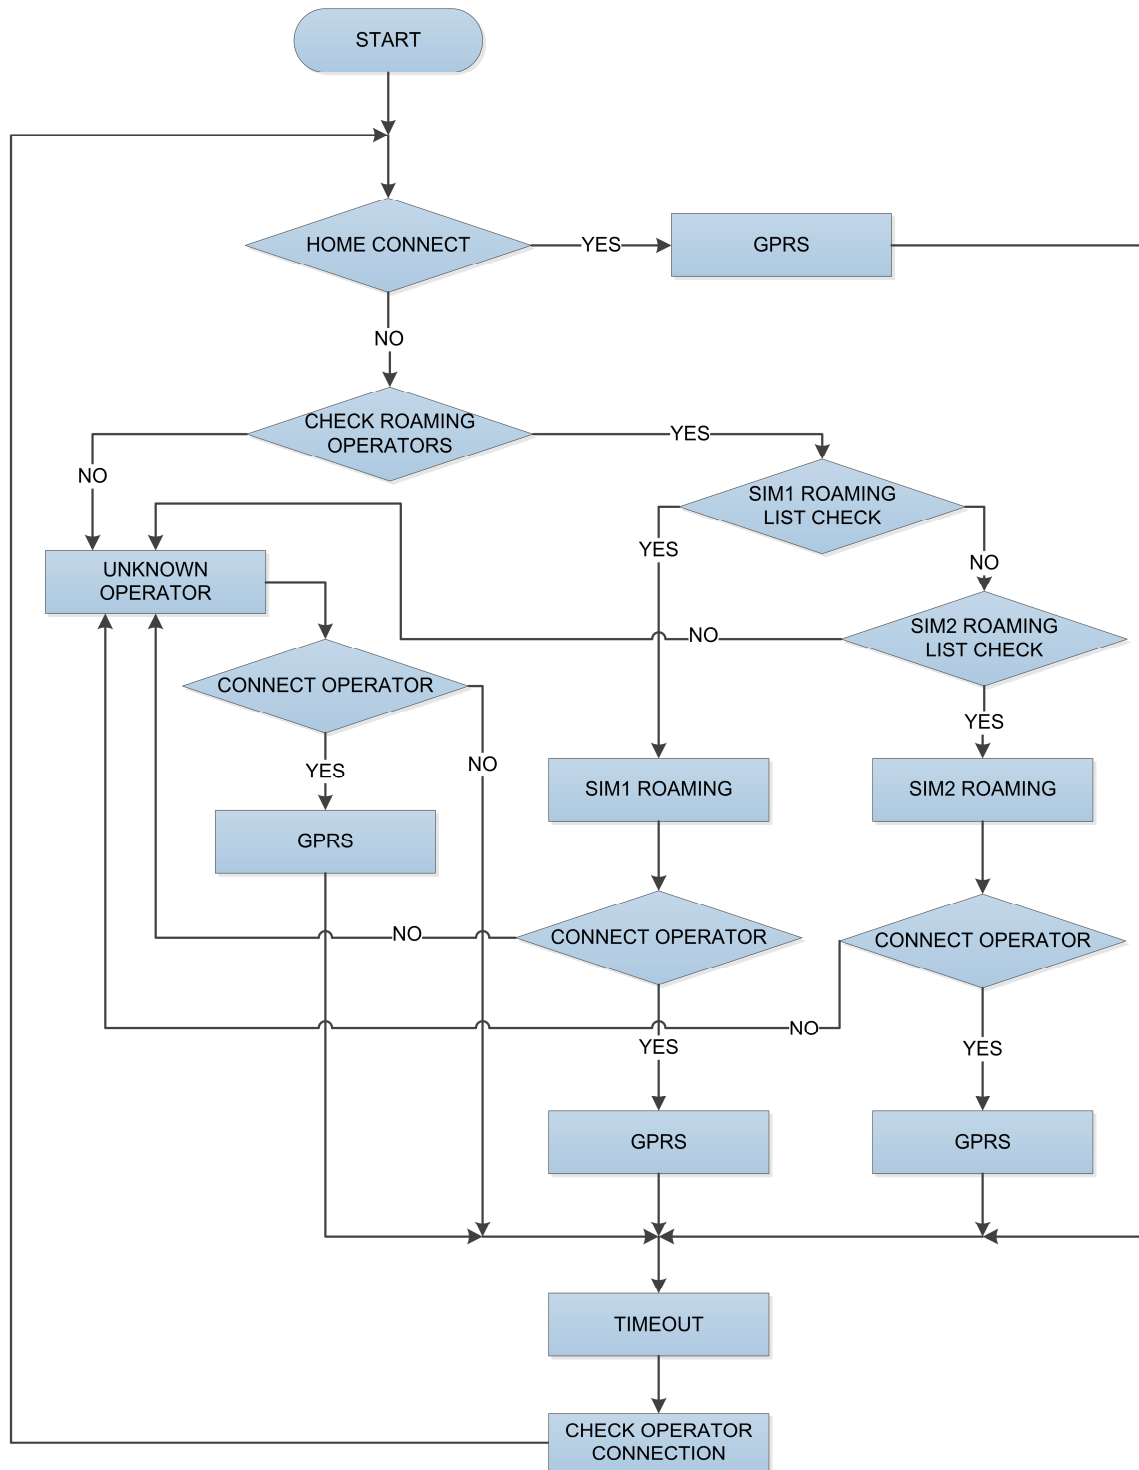 START
HOME CONNECT
YES
GPRS
NO
CHECK ROAMING
OPERATORS
YES
NO
SIM1 ROAMING
LIST CHECK
YES
NO
UNKNOWN
OPERATOR
SIM2 ROAMING
LIST CHECK
NO
CONNECT OPERATOR
YES
NO
YES
SIM1 ROAMING
SIM2 ROAMING
GPRS
NO
CONNECT OPERATOR
CONNECT OPERATOR
NO
YES
YES
GPRS
GPRS
TIMEOUT
CHECK OPERATOR
CONNECTION